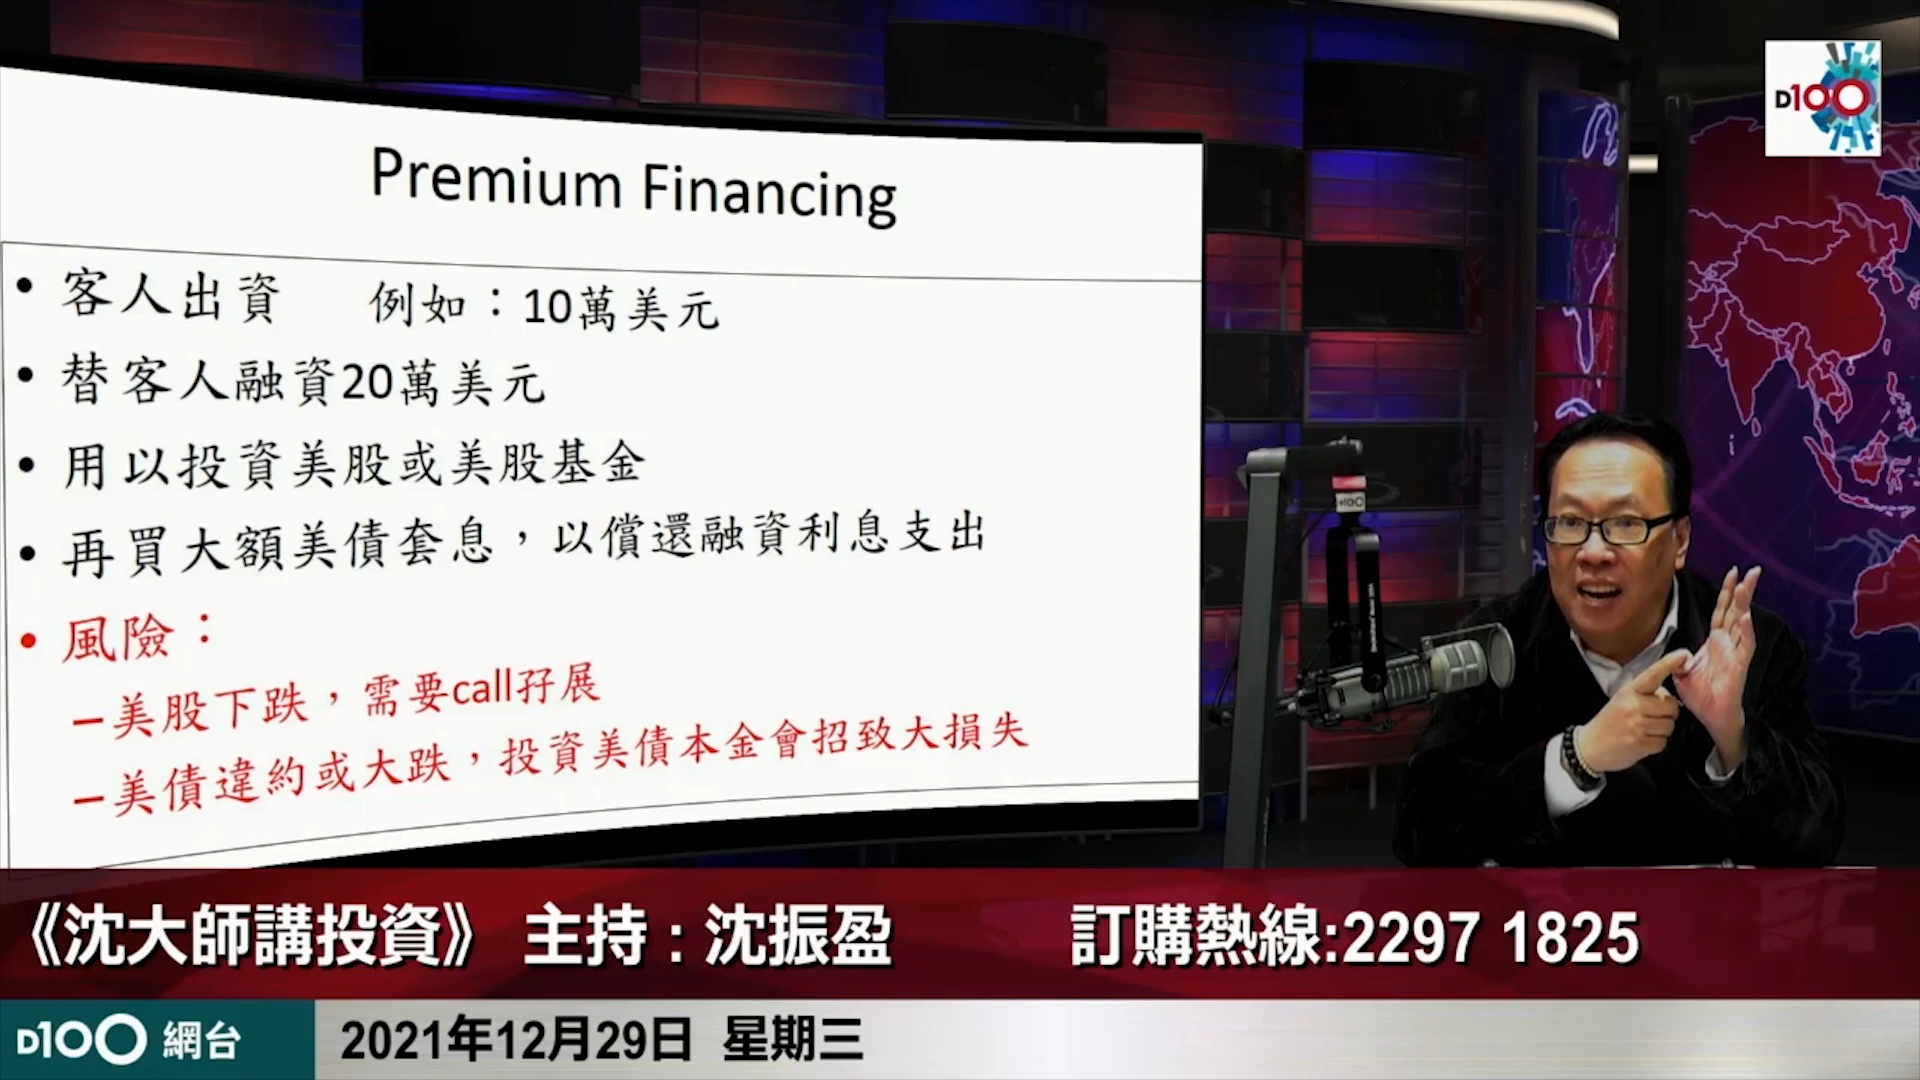 D100
Premium Financing
• 客人出資 例如：10萬美元
• 替客人融資20萬美元
• 用以投資美股或美股基金
• 再買大額美債套息，以償還融資利息支出
• 風險：
–美股下跌，需要call孖展
–美債違約或大跌，投資美債本金會招致大損失
D100
《沈大師講投資》 主持：沈振盈 訂購熱線:2297 1825
D100 網台 2021年12月29日 星期三